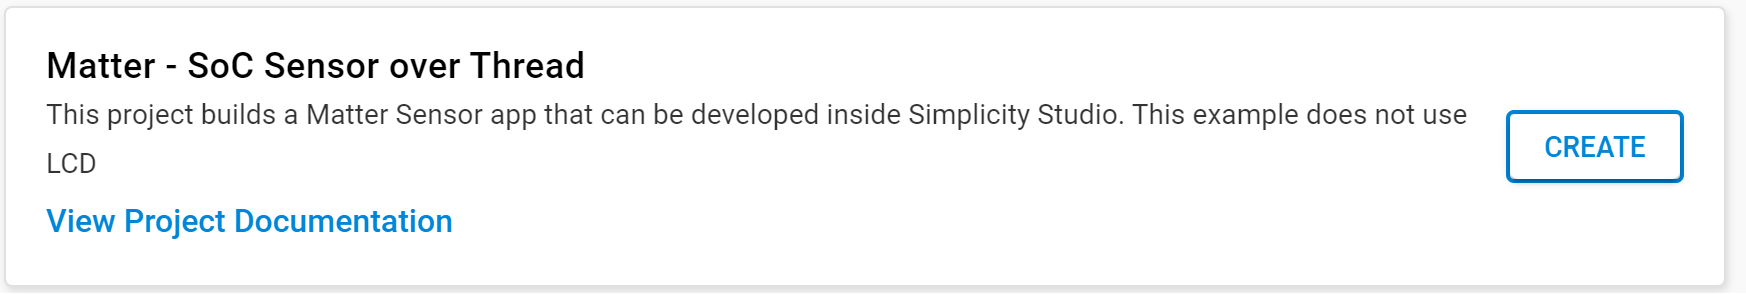 Matter - SoC Sensor over Thread
This project builds a Matter Sensor app that can be developed inside Simplicity Studio. This example does not use
LCD
CREATE
View Project Documentation